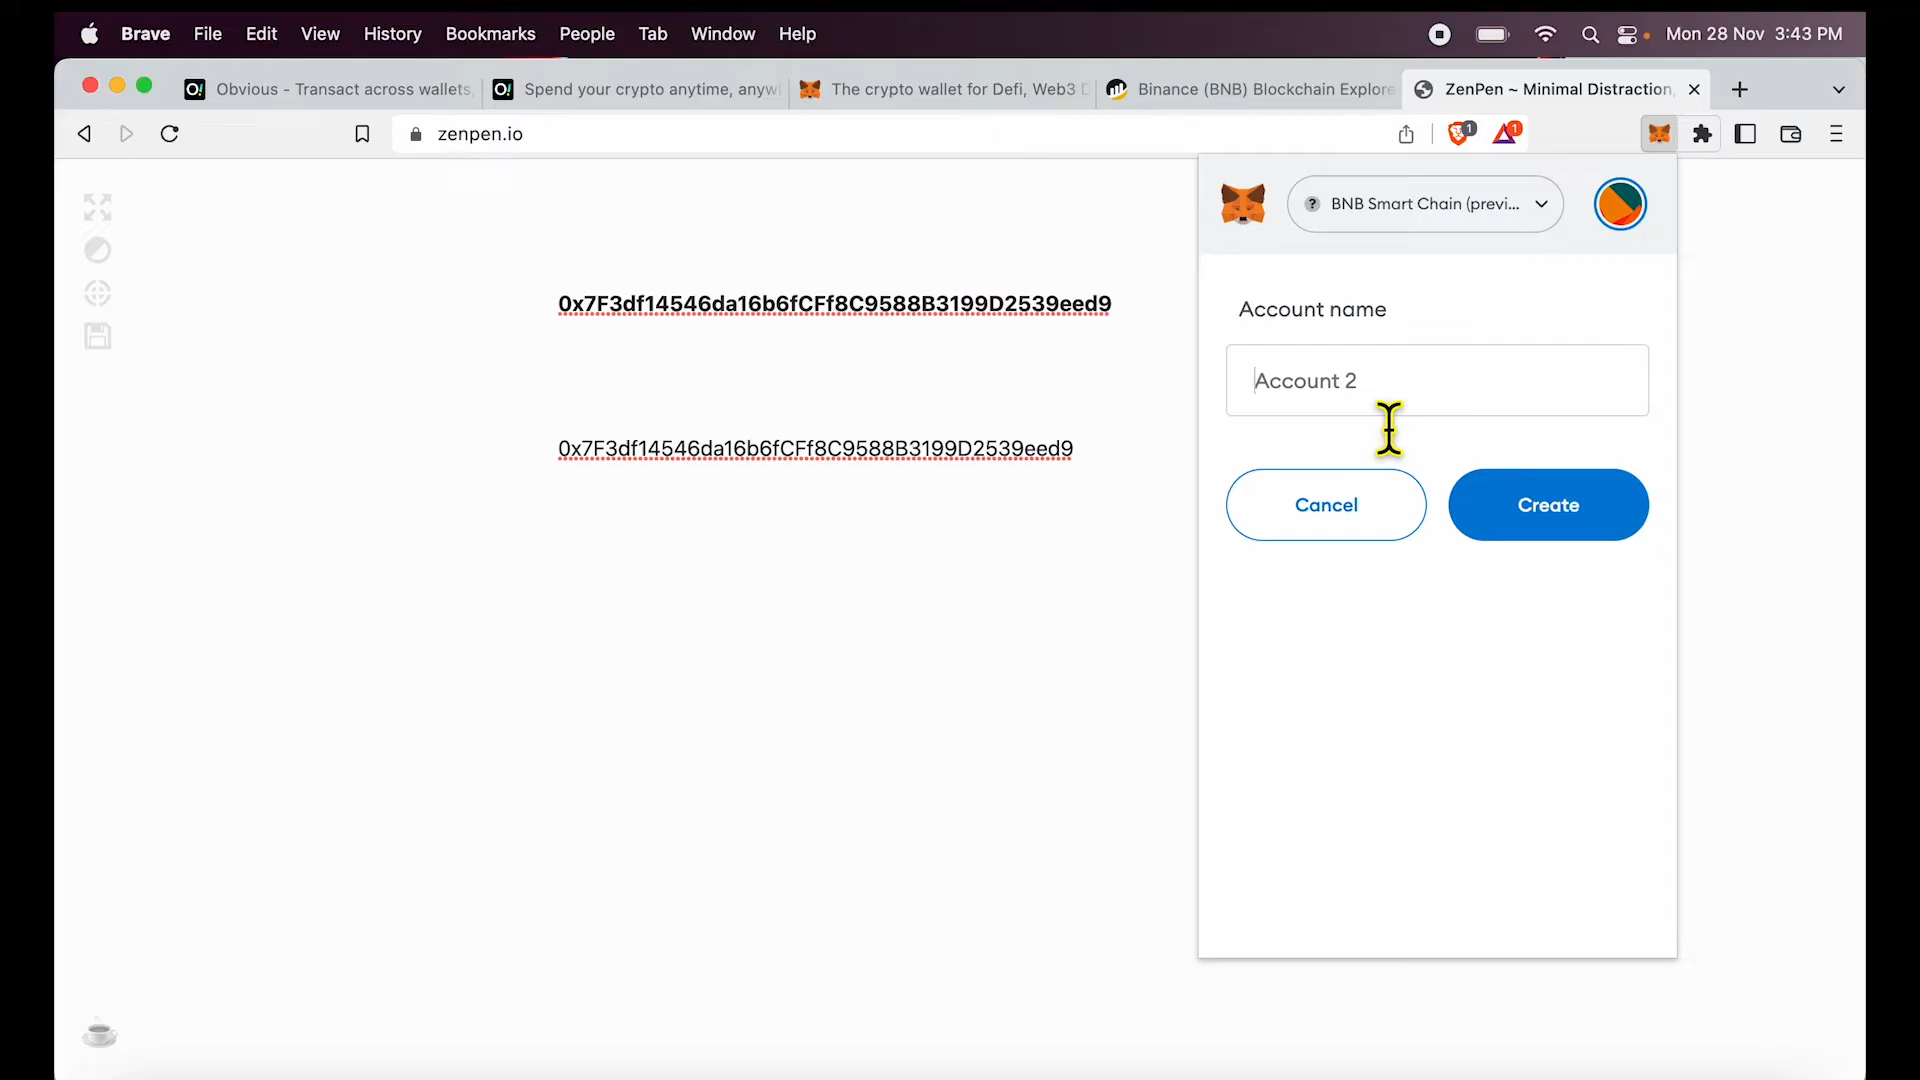 Brave File Edit View History Bookmarks People Tab Window Help Mon 28 Nov 3:43 PM
Obvious - Transact across wallets, Spend your crypto anytime, anyw The crypto wallet for Defi, Web3 D Binance (BNB) Blockchain Explore ZenPen ~ Minimal Distraction,
zenpen.io 1 1
? BNB Smart Chain (previ...
0x7F3df14546da16b6fCFf8C9588B3199D2539eed9
Account name
Account 2
0x7F3df14546da16b6fCFf8C9588B3199D2539eed9
Cancel Create